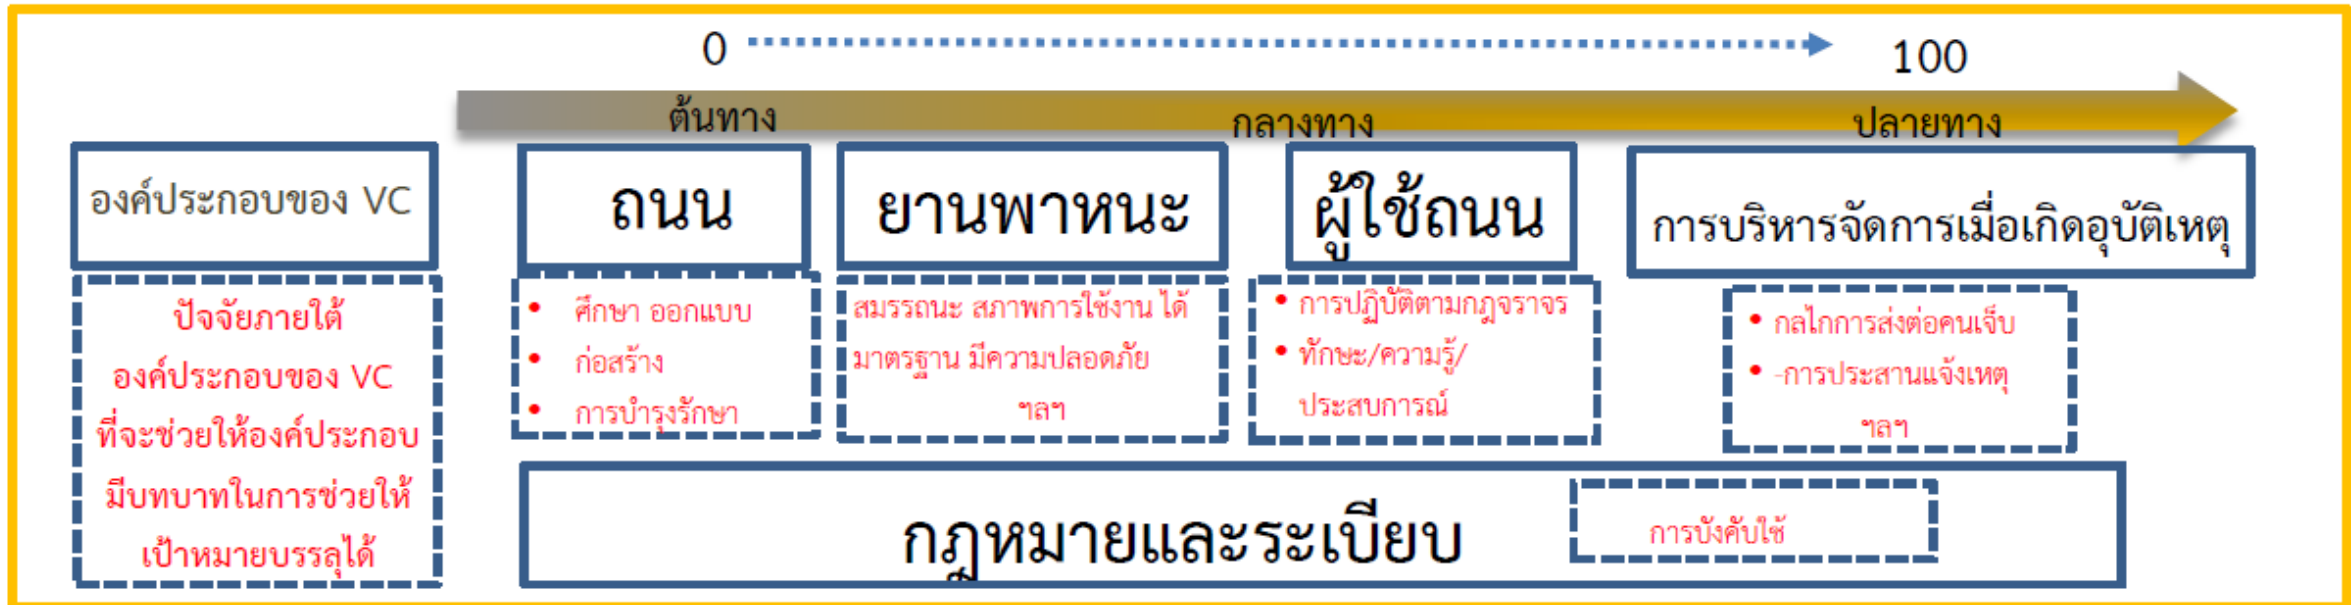 0
100
ต้นทาง
กลางทาง
ปลายทาง
องค์ประกอบของ VC
ถนน
ยานพาหนะ
ผู้ใช้ถนน
การบริหารจัดการเมื่อเกิดอุบัติเหตุ
ปัจจัยภายใต้
องค์ประกอบของ VC
ที่จะช่วยให้องค์ประกอบ
มีบทบาทในการช่วยให้
เป้าหมายบรรลุได้
• ศึกษา ออกแบบ
• ก่อสร้าง
• การบำรุงรักษา
สมรรถนะ สภาพการใช้งาน ได้
มาตรฐาน มีความปลอดภัย
ฯลฯ
• การปฏิบัติตามกฎจราจร
• ทักษะ/ความรู้/
ประสบการณ์
• กลไกการส่งต่อคนเจ็บ
• -การประสานแจ้งเหตุ
ฯลฯ
กฎหมายและระเบียบ
การบังคับใช้